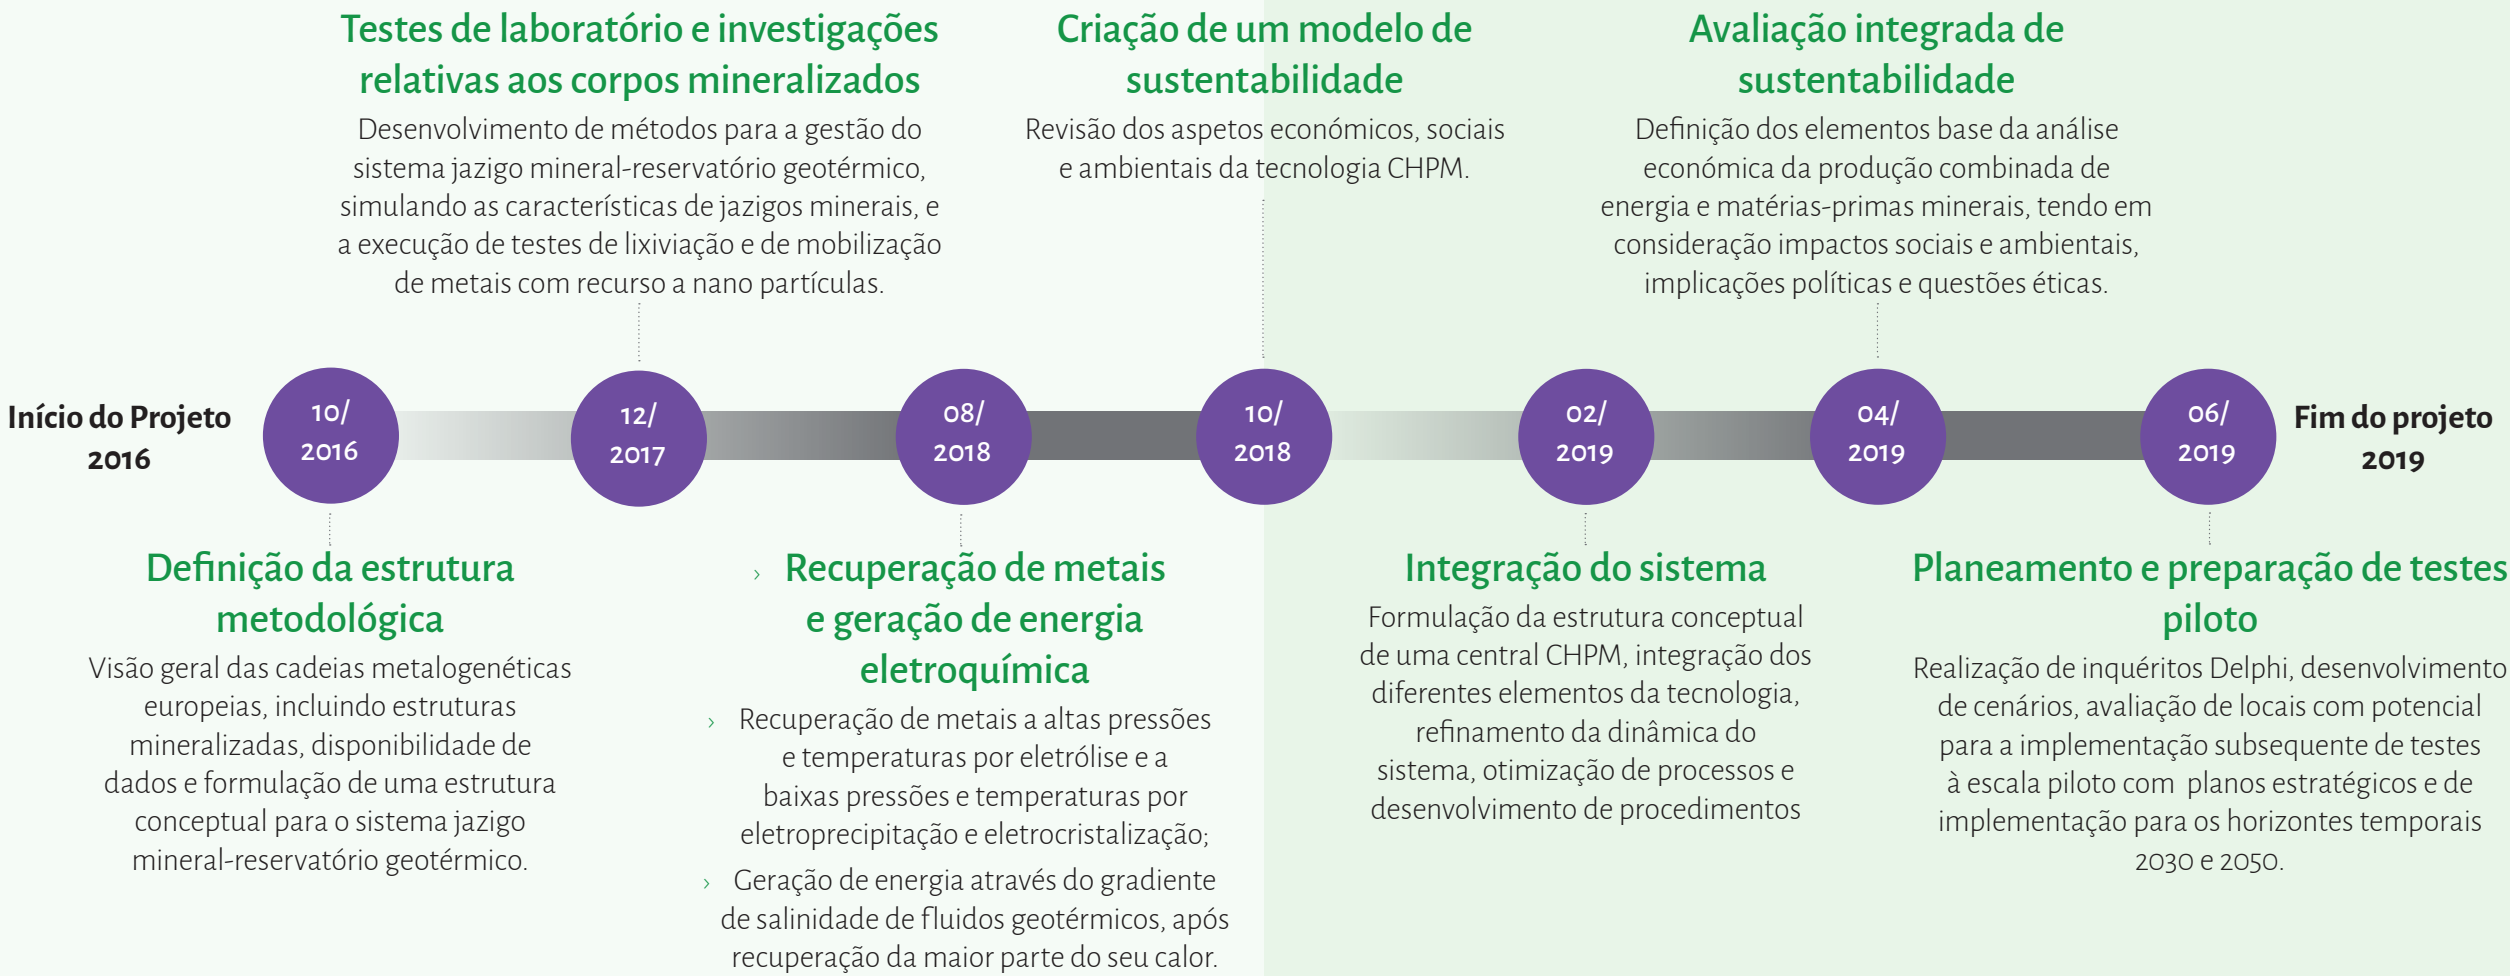 Testes de laboratório e investigações
relativas aos corpos mineralizados
Desenvolvimento de métodos para a gestão do
sistema jazigo mineral-reservatório geotérmico,
simulando as características de jazigos minerais, e
a execução de testes de lixiviação e de mobilização
de metais com recurso a nano partículas.
Criação de um modelo de
sustentabilidade
Revisão dos aspetos económicos, sociais
e ambientais da tecnologia CHPM.
Avaliação integrada de
sustentabilidade
Definição dos elementos base da análise
económica da produção combinada de
energia e matérias-primas minerais, tendo em
consideração impactos sociais e ambientais,
implicações políticas e questões éticas.
Início do Projeto
2016
10/
2016
12/
2017
08/
2018
10/
2018
02/
2019
04/
2019
06/
2019
Fim do projeto
2019
Definição da estrutura
metodológica
Visão geral das cadeias metalogenéticas
europeias, incluindo estruturas
mineralizadas, disponibilidade de
dados e formulação de uma estrutura
conceptual para o sistema jazigo
mineral-reservatório geotérmico.
› Recuperação de metais
e geração de energia
eletroquímica
› Recuperação de metais a altas pressões
e temperaturas por eletrólise e a
baixas pressões e temperaturas por
eletroprecipitação e eletrocristalização;
› Geração de energia através do gradiente
de salinidade de fluidos geotérmicos, após
recuperação da maior parte do seu calor.
Integração do sistema
Formulação da estrutura conceptual
de uma central CHPM, integração dos
diferentes elementos da tecnologia,
refinamento da dinâmica do
sistema, otimização de processos e
desenvolvimento de procedimentos
Planeamento e preparação de testes
piloto
Realização de inquéritos Delphi, desenvolvimento
de cenários, avaliação de locais com potencial
para a implementação subsequente de testes
à escala piloto com planos estratégicos e de
implementação para os horizontes temporais
2030 e 2050.